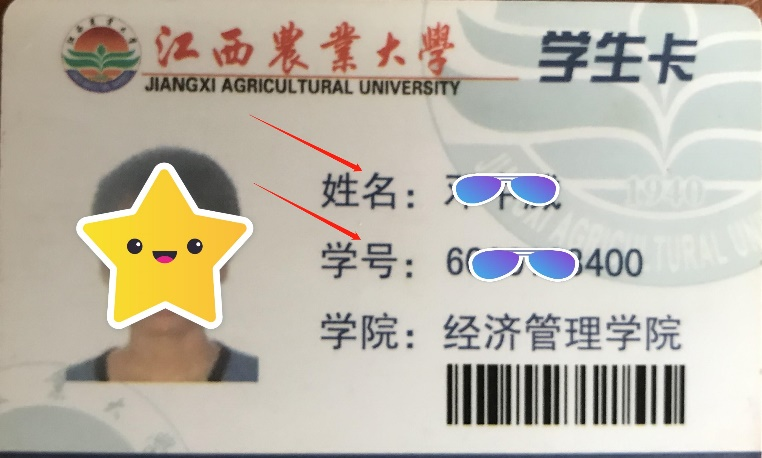 江西農業大學 学生卡
JIANGXI AGRICULTURAL UNIVERSITY
姓名：
学号：
学院：经济管理学院
1940